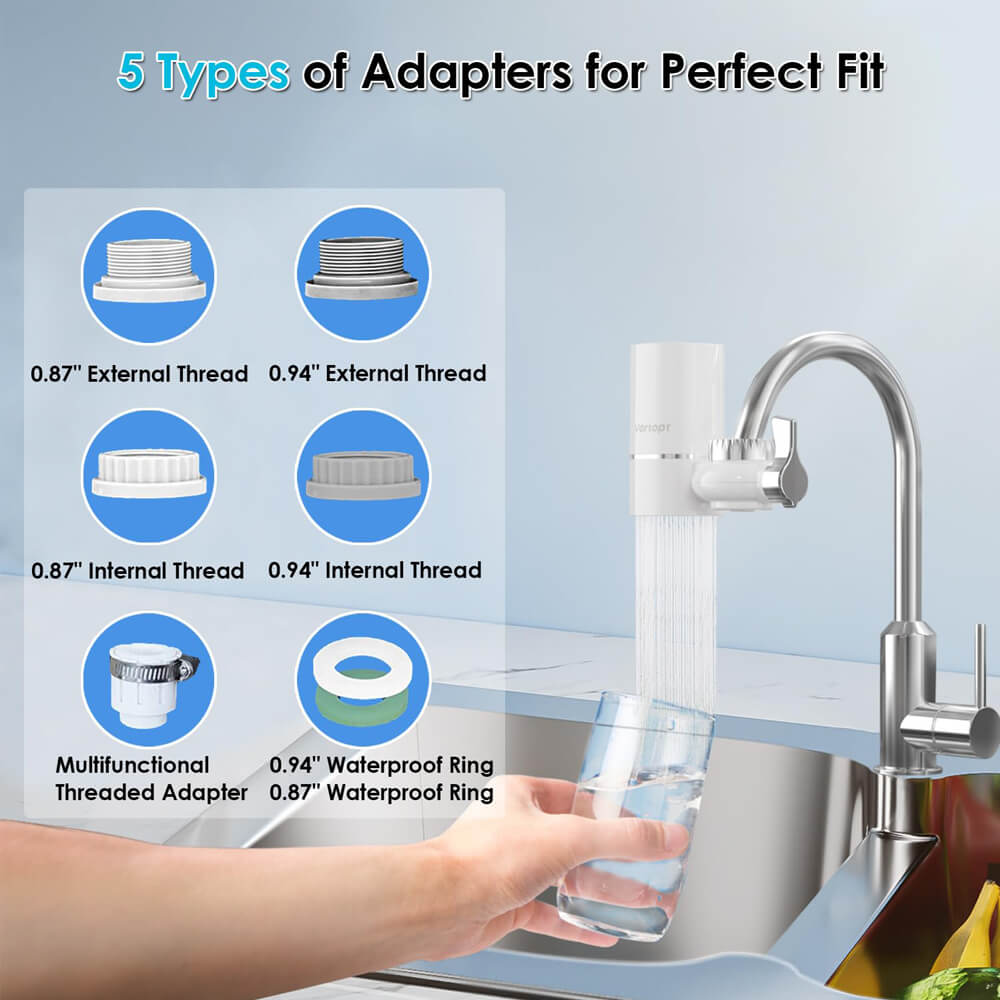 5 Types of Adapters for Perfect Fit
0.87" External Thread
0.94" External Thread
0.87" Internal Thread
0.94" Internal Thread
Multifunctional
Threaded Adapter
0.94" Waterproof Ring
0.87" Waterproof Ring